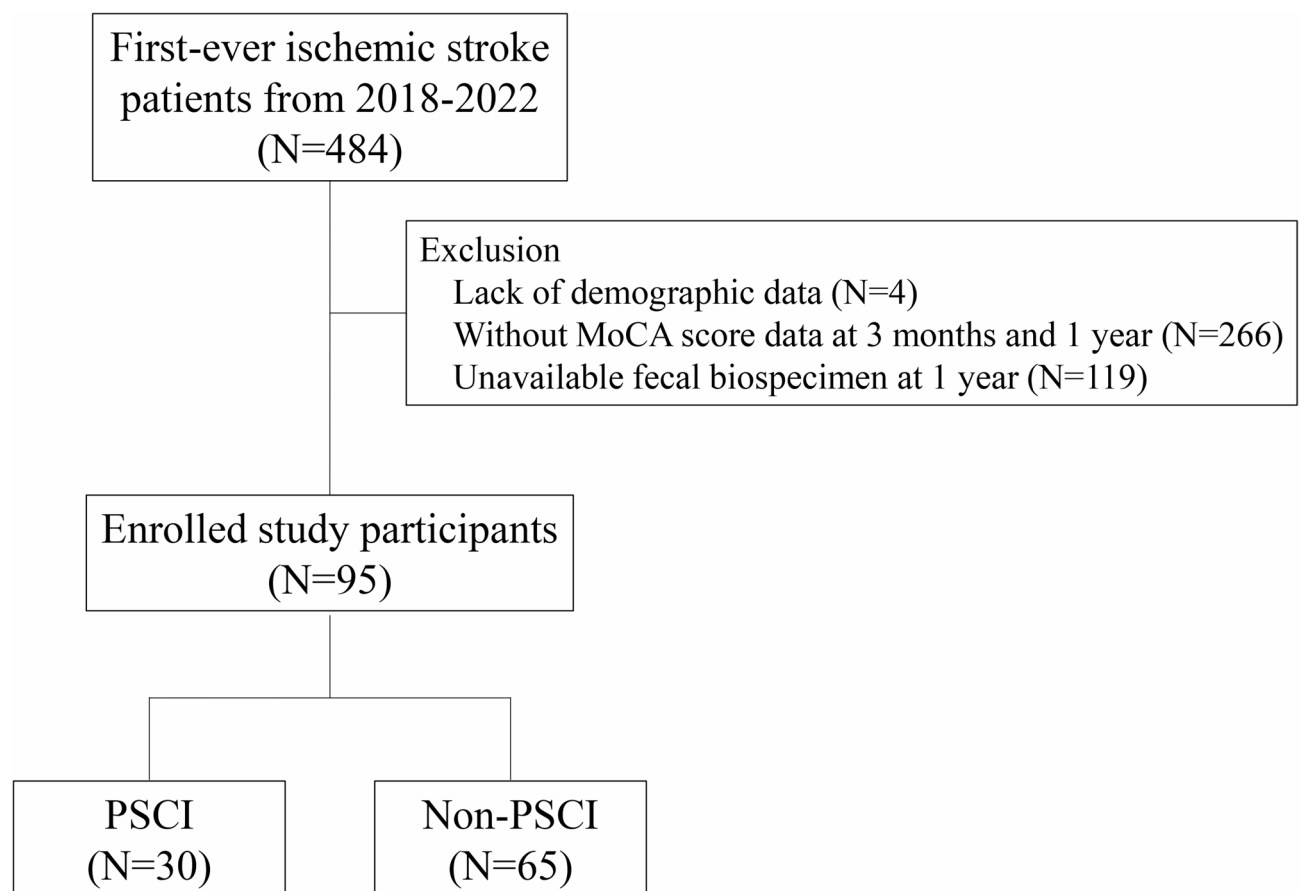 First-ever ischemic stroke
patients from 2018-2022
(N=484)
Exclusion
Lack of demographic data (N=4)
Without MoCA score data at 3 months and 1 year (N=266)
Unavailable fecal biospecimen at 1 year (N=119)
Enrolled study participants
(N=95)
PSCI
(N=30)
Non-PSCI
(N=65)